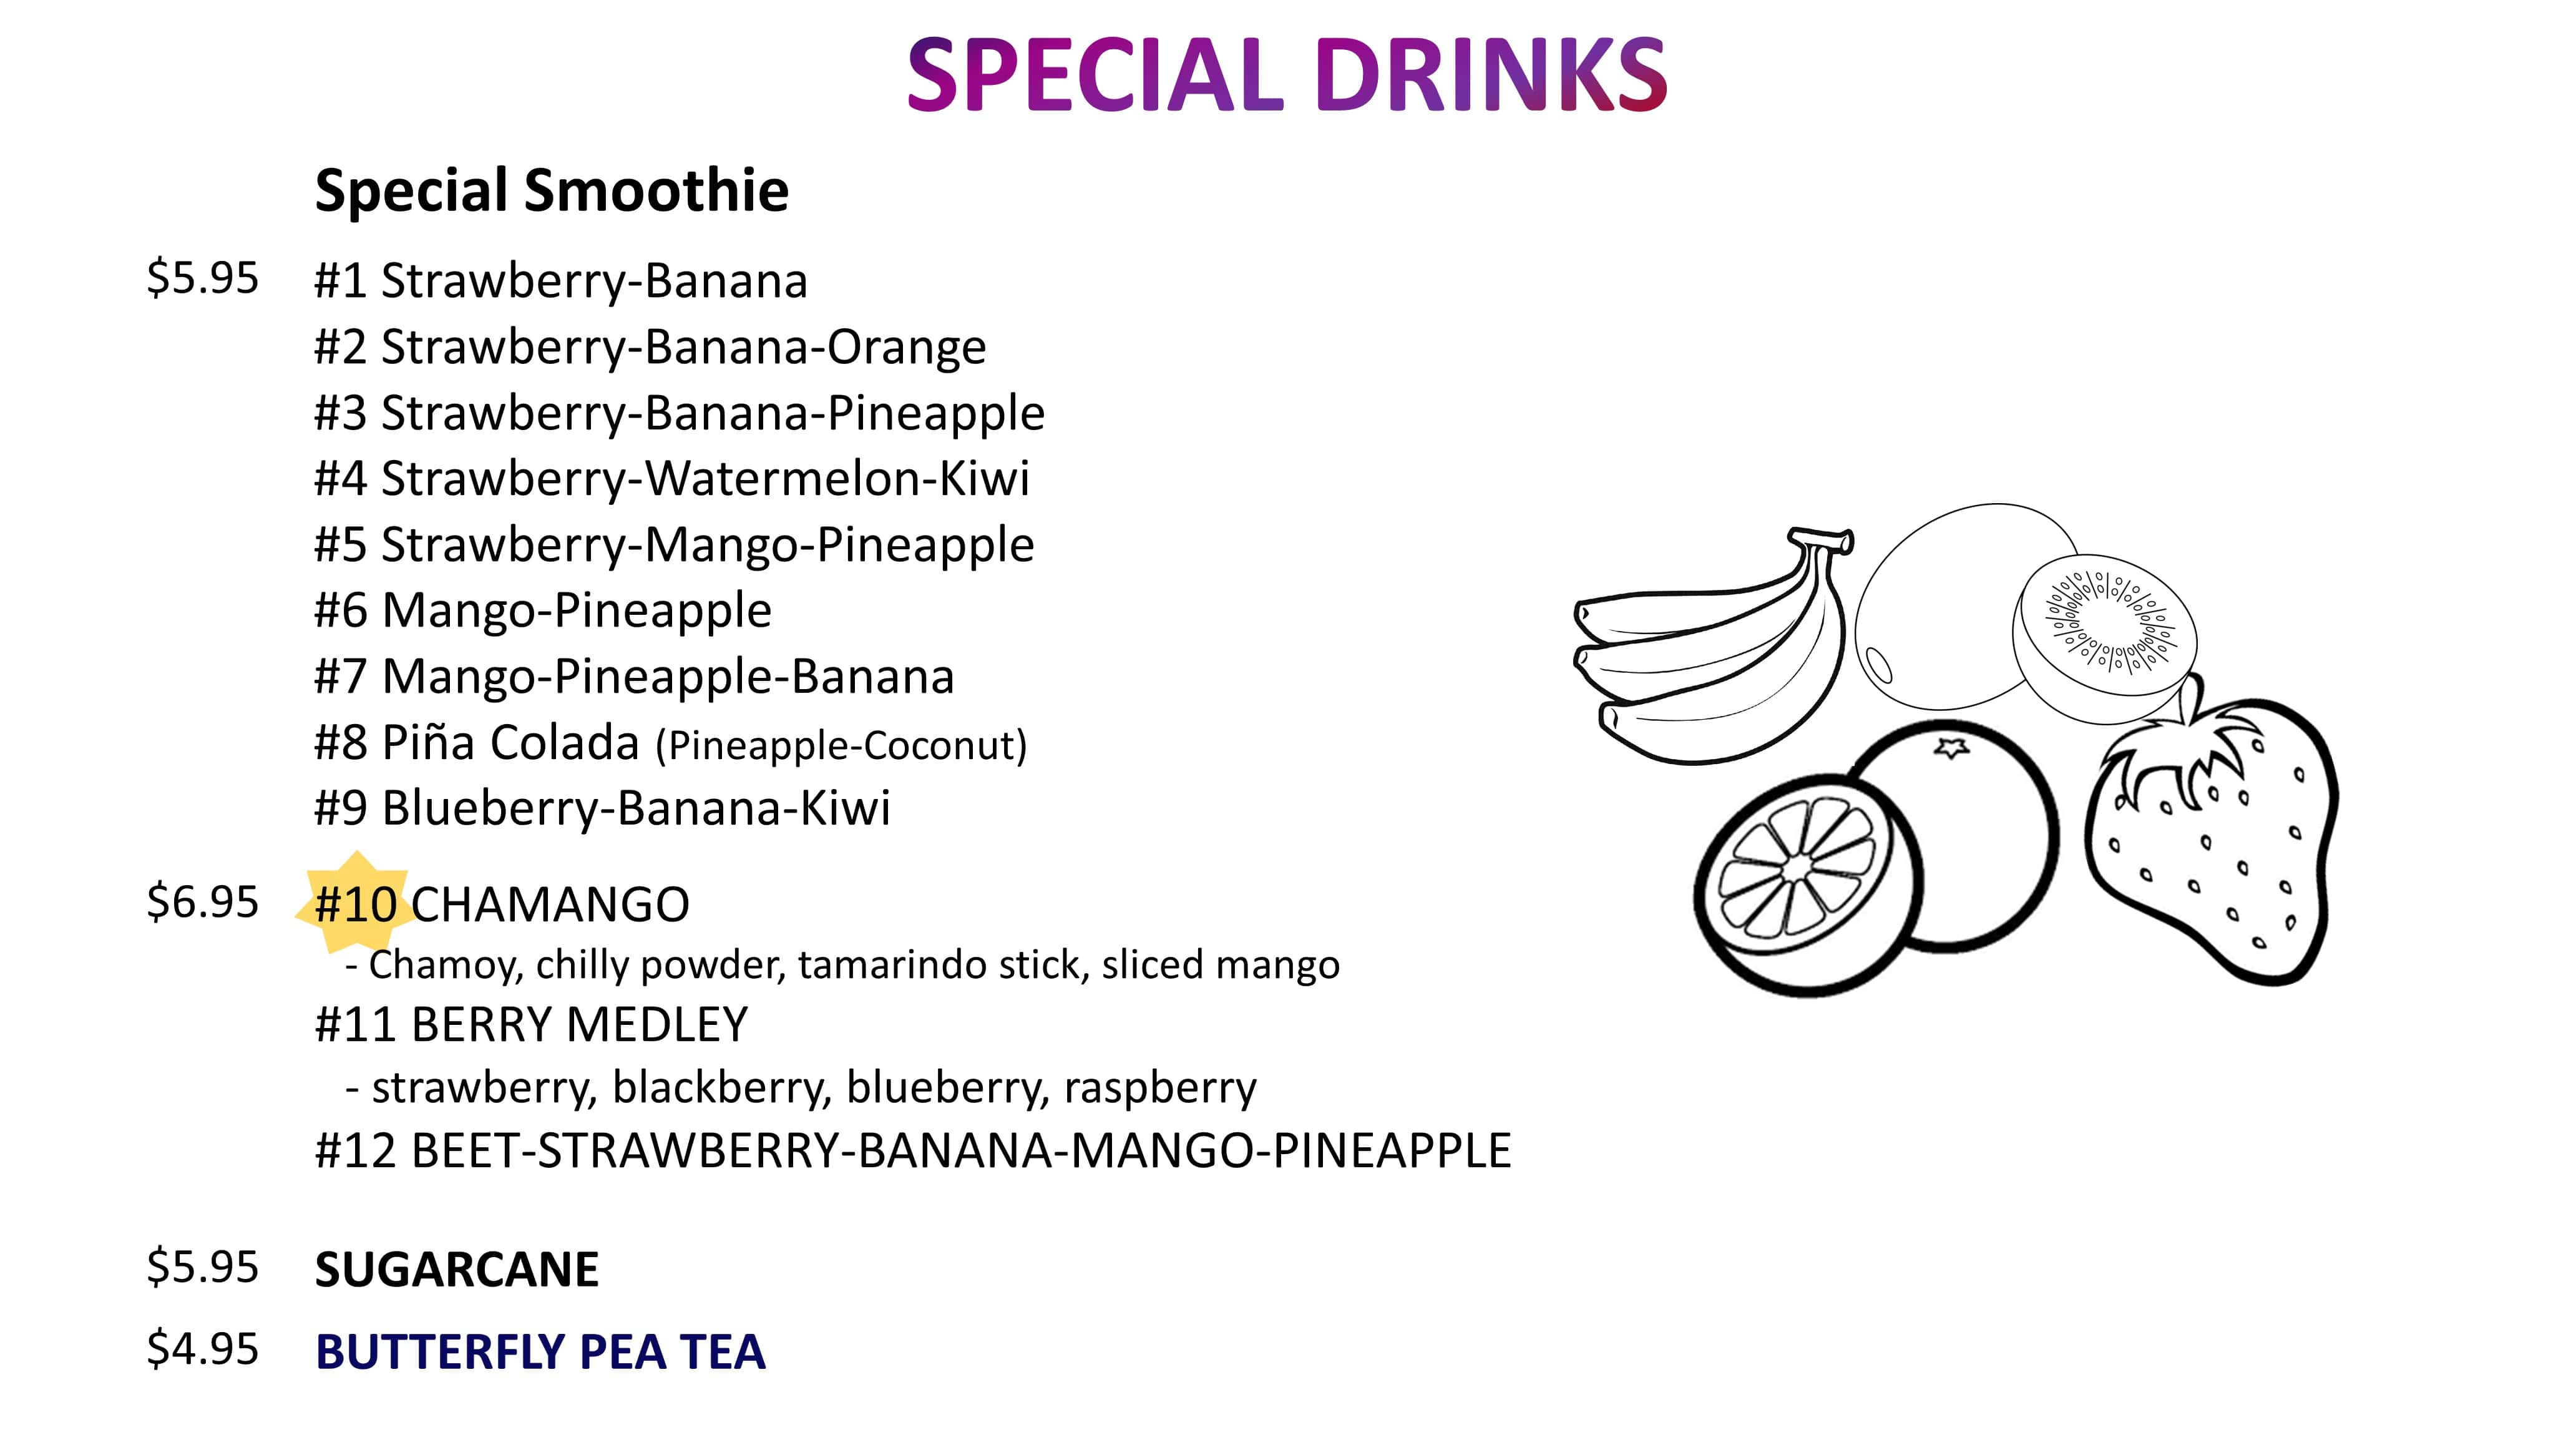 SPECIAL DRINKS
Special Smoothie
$5.95 #1 Strawberry-Banana
#2 Strawberry-Banana-Orange
#3 Strawberry-Banana-Pineapple
#4 Strawberry-Watermelon-Kiwi
#5 Strawberry-Mango-Pineapple
#6 Mango-Pineapple
#7 Mango-Pineapple-Banana
#8 Piña Colada (Pineapple-Coconut)
#9 Blueberry-Banana-Kiwi
$6.95 #10 CHAMANGO
- Chamoy, chilly powder, tamarindo stick, sliced mango
#11 BERRY MEDLEY
- strawberry, blackberry, blueberry, raspberry
#12 BEET-STRAWBERRY-BANANA-MANGO-PINEAPPLE
$5.95 SUGARCANE
$4.95 BUTTERFLY PEA TEA